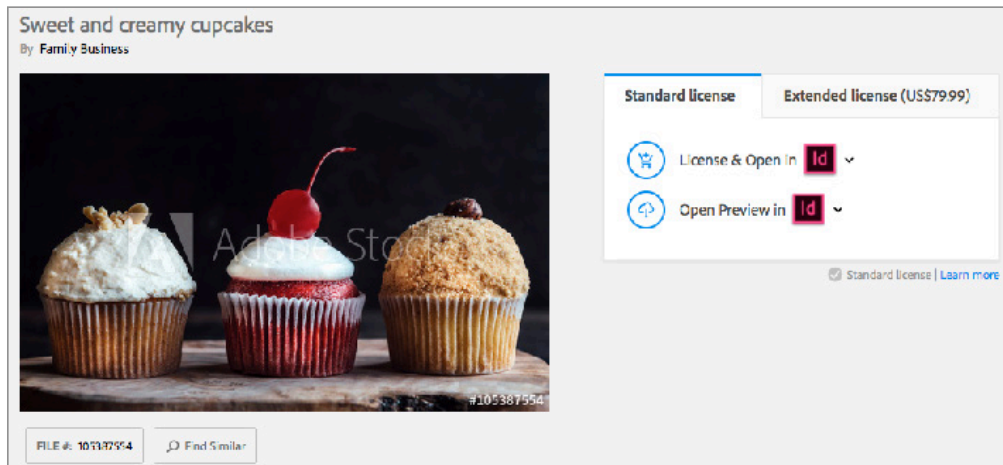 Sweet and creamy cupcakes
By Family Business
Standard license
Extended license (US$79.99)
License & Open in Id
Open Preview in Id
Standard license | Learn more
Adobe Stock
#105387554
FILE #: 105387554
Find Similar